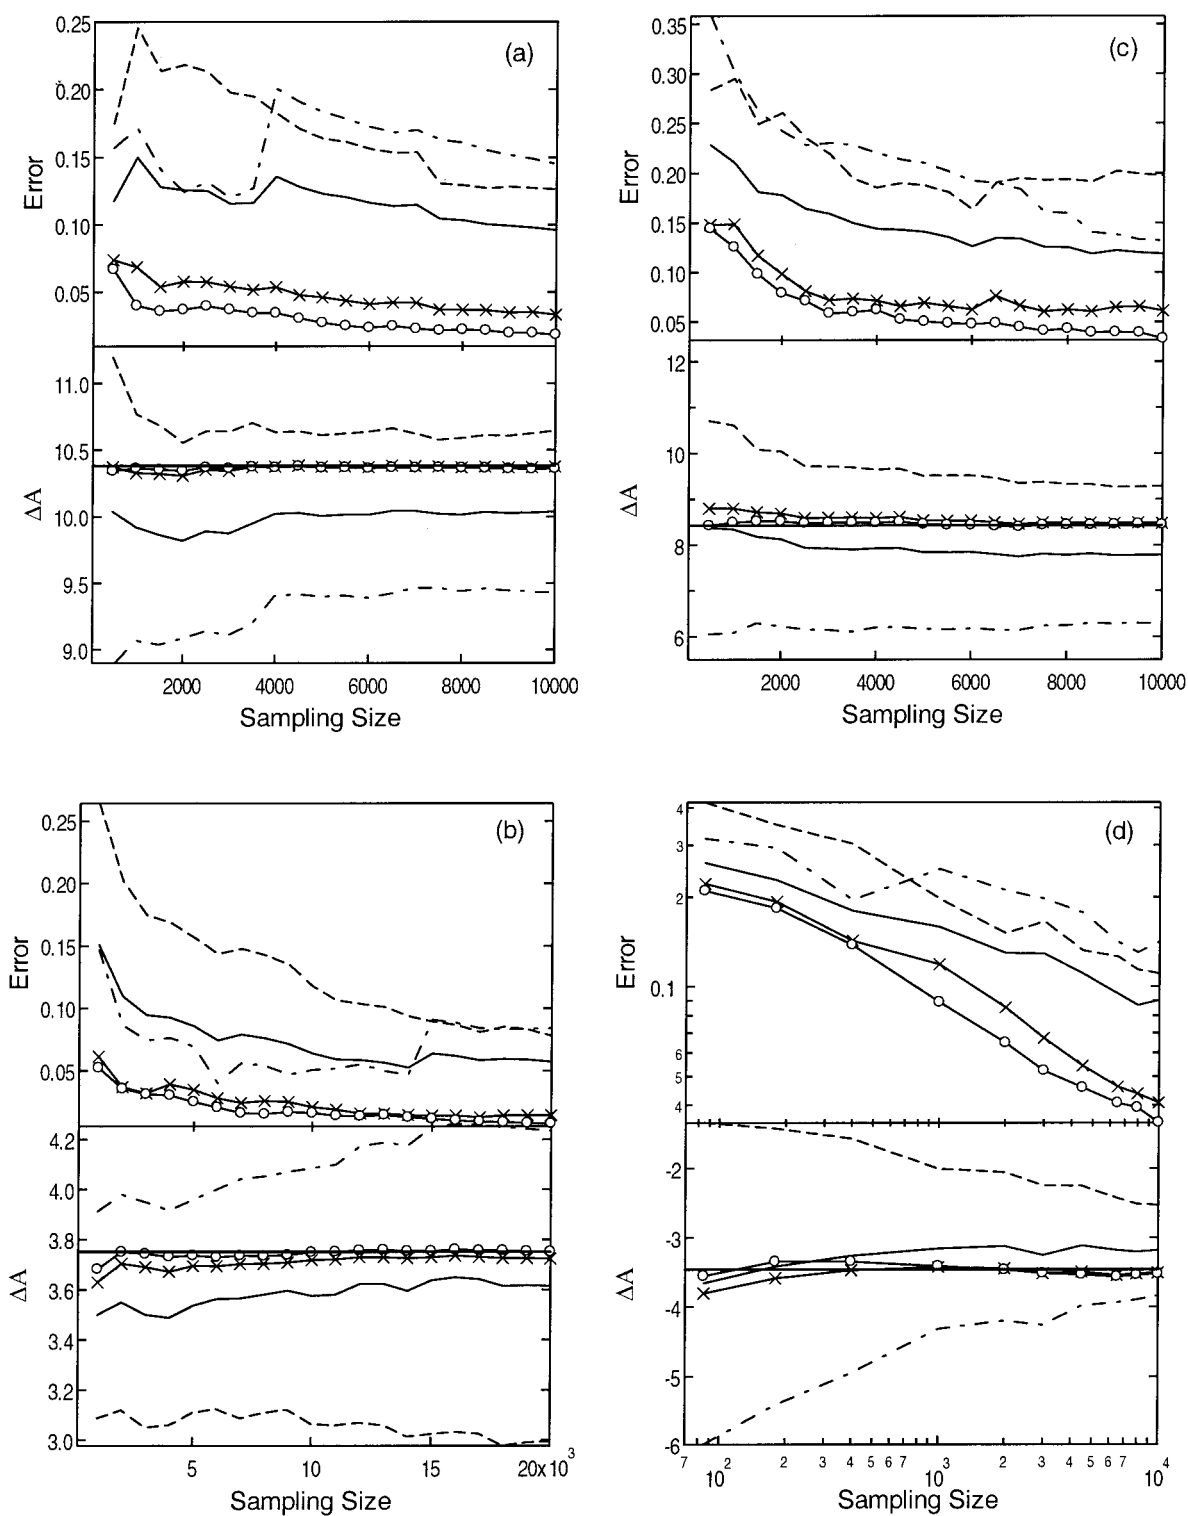 (a)
Error
0.25
0.20
0.15
0.10
0.05
ΔA
11.0
10.5
10.0
9.5
9.0
2000 4000 6000 8000 10000
Sampling Size
(c)
Error
0.35
0.30
0.25
0.20
0.15
0.10
0.05
ΔA
12
10
8
6
2000 4000 6000 8000 10000
Sampling Size
(b)
Error
0.25
0.20
0.15
0.10
0.05
ΔA
4.2
4.0
3.8
3.6
3.4
3.2
3.0
5 10 15 20x10³
Sampling Size
(d)
Error
4
3
2
0.1
6
5
4
ΔA
-2
-3
-4
-5
-6
7 10² 2 3 4 5 6 7 10³ 2 3 4 5 6 7 10⁴
Sampling Size